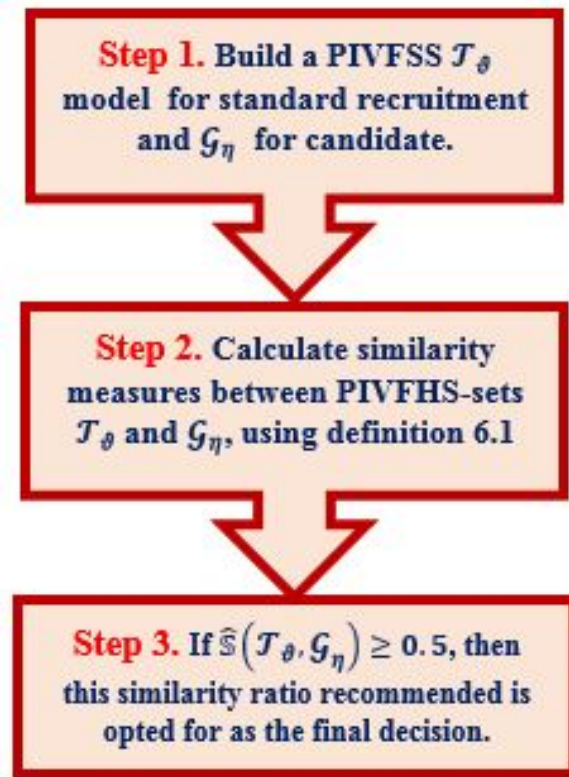 Step 1. Build a PIVFSS 𝒯𝜗
model for standard recruitment
and 𝒢η for candidate.
Step 2. Calculate similarity
measures between PIVFHS-sets
𝒯𝜗 and 𝒢η, using definition 6.1
Step 3. If 𝕊̂(𝒯𝜗, 𝒢η) ≥ 0.5, then
this similarity ratio recommended is
opted for as the final decision.